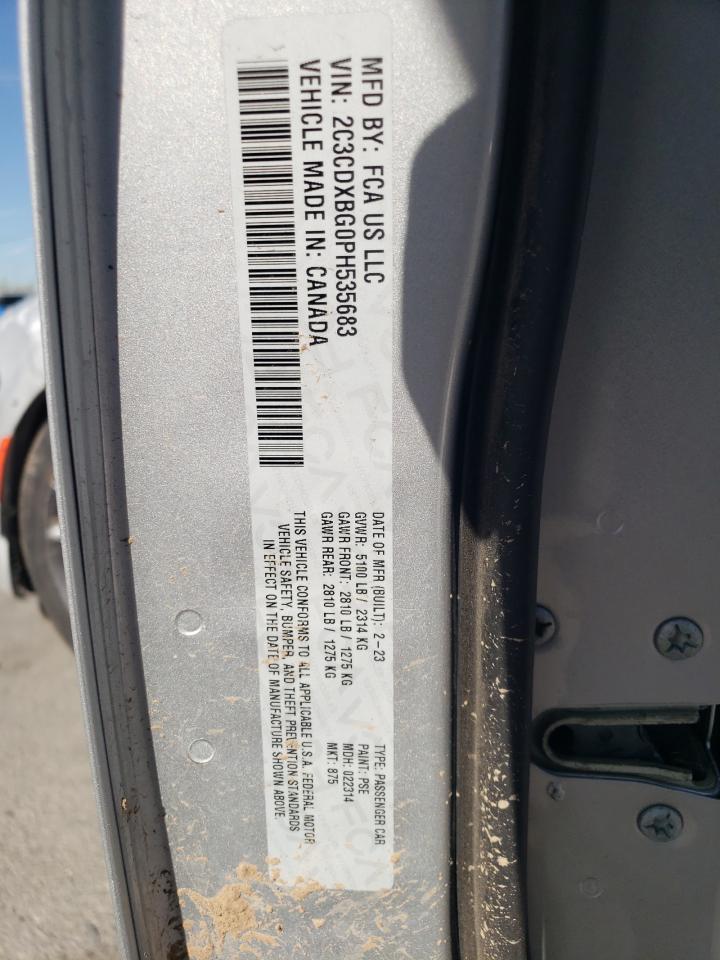 MFD BY: FCA US LLC
VIN: 2C3CDXBG0PH535683
VEHICLE MADE IN: CANADA
DATE OF MFR (BUILT): 2-23
GVWR: 5100 LB / 2314 KG
GAWR FRONT: 2810 LB / 1275 KG
GAWR REAR: 2810 LB / 1275 KG
THIS VEHICLE CONFORMS TO ALL APPLICABLE U.S.A. FEDERAL MOTOR
VEHICLE SAFETY, BUMPER, AND THEFT PREVENTION STANDARDS
IN EFFECT ON THE DATE OF MANUFACTURE SHOWN ABOVE.
TYPE: PASSENGER CAR
PAINT: PSE
MDH: 022314
MKT: 875